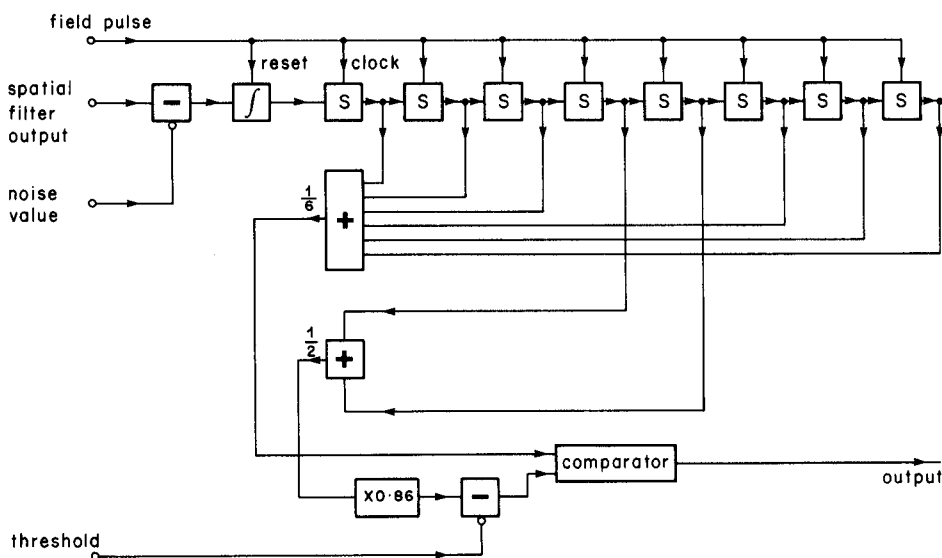 field pulse
reset
clock
spatial
filter
output
−
∫
S
S
S
S
S
S
S
S
noise
value
1/6
+
1/2
+
comparator
output
X0·86
−
threshold